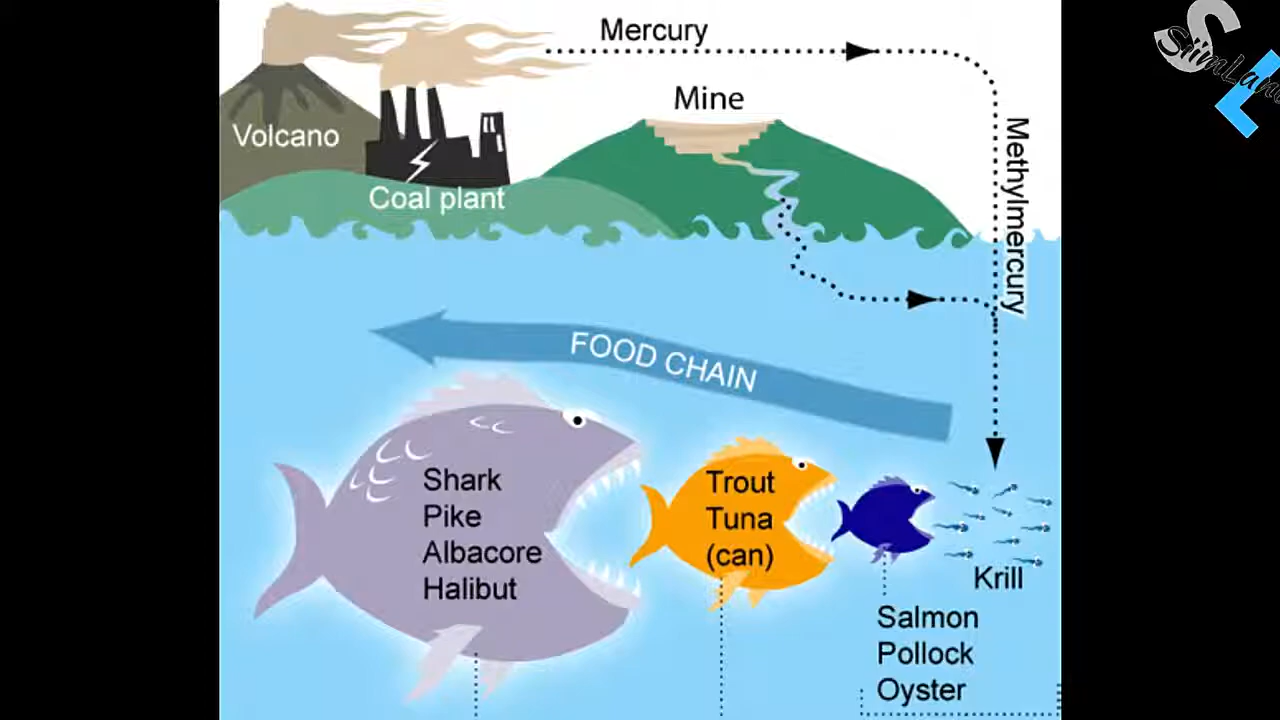 Mercury
Mine
Volcano
Coal plant
Methylmercury
FOOD CHAIN
Shark
Pike
Albacore
Halibut
Trout
Tuna
(can)
Krill
Salmon
Pollock
Oyster